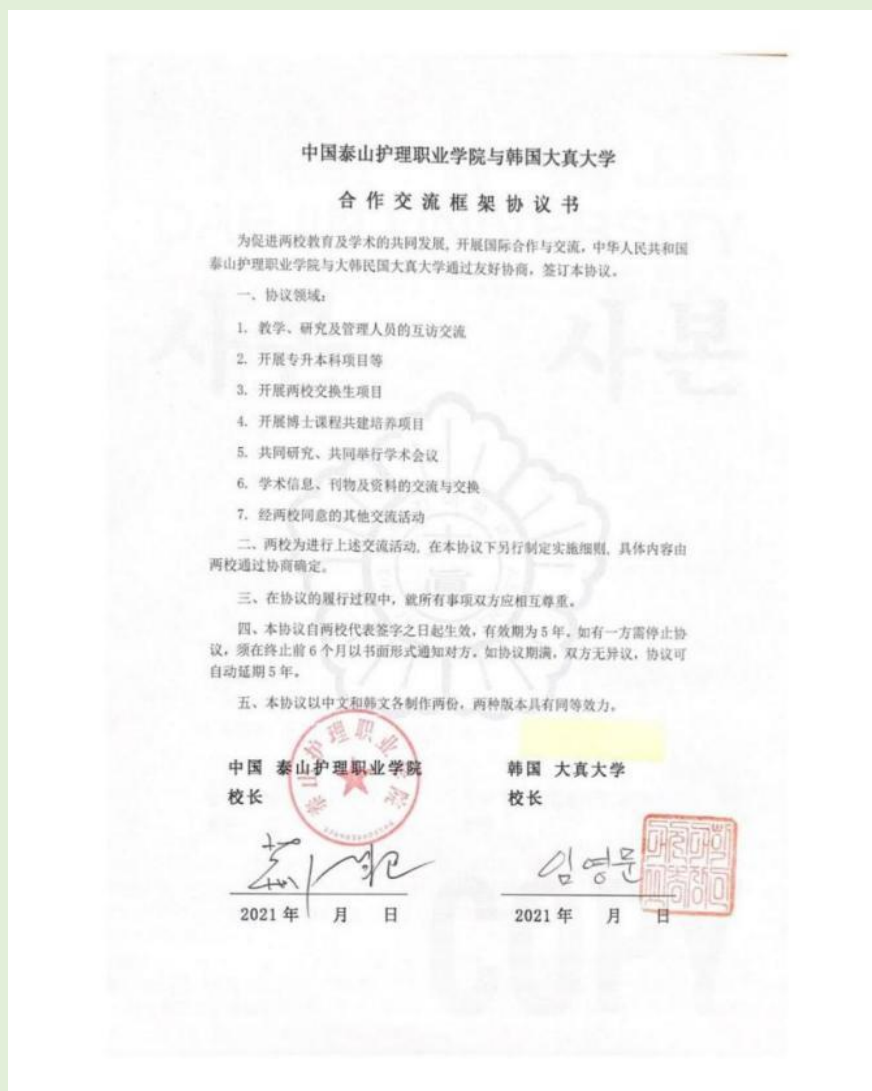 中国泰山护理职业学院与韩国大真大学
合作交流框架协议书
为促进两校教育及学术的共同发展, 开展国际合作与交流, 中华人民共和国
泰山护理职业学院与大韩民国大真大学通过友好协商, 签订本协议。
一、协议领域:
1. 教学、研究及管理人员的互访交流
2. 开展专升本科项目等
3. 开展两校交换生项目
4. 开展博士课程共建培养项目
5. 共同研究、共同举行学术会议
6. 学术信息、刊物及资料的交流与交换
7. 经两校同意的其他交流活动
二、两校为进行上述交流活动, 在本协议下另行制定实施细则, 具体内容由
两校通过协商确定。
三、在协议的履行过程中, 就所有事项双方应相互尊重。
四、本协议自两校代表签字之日起生效, 有效期为 5 年, 如有一方需停止协
议, 须在终止前 6 个月以书面形式通知对方。如协议期满, 双方无异议, 协议可
自动延期 5 年。
五、本协议以中文和韩文各制作两份, 两种版本具有同等效力。
中国 泰山护理职业学院
校长
2021 年 月 日
韩国 大真大学
校长
임영문
2021 年 月 日
泰山护理职业学院
사본
COPY